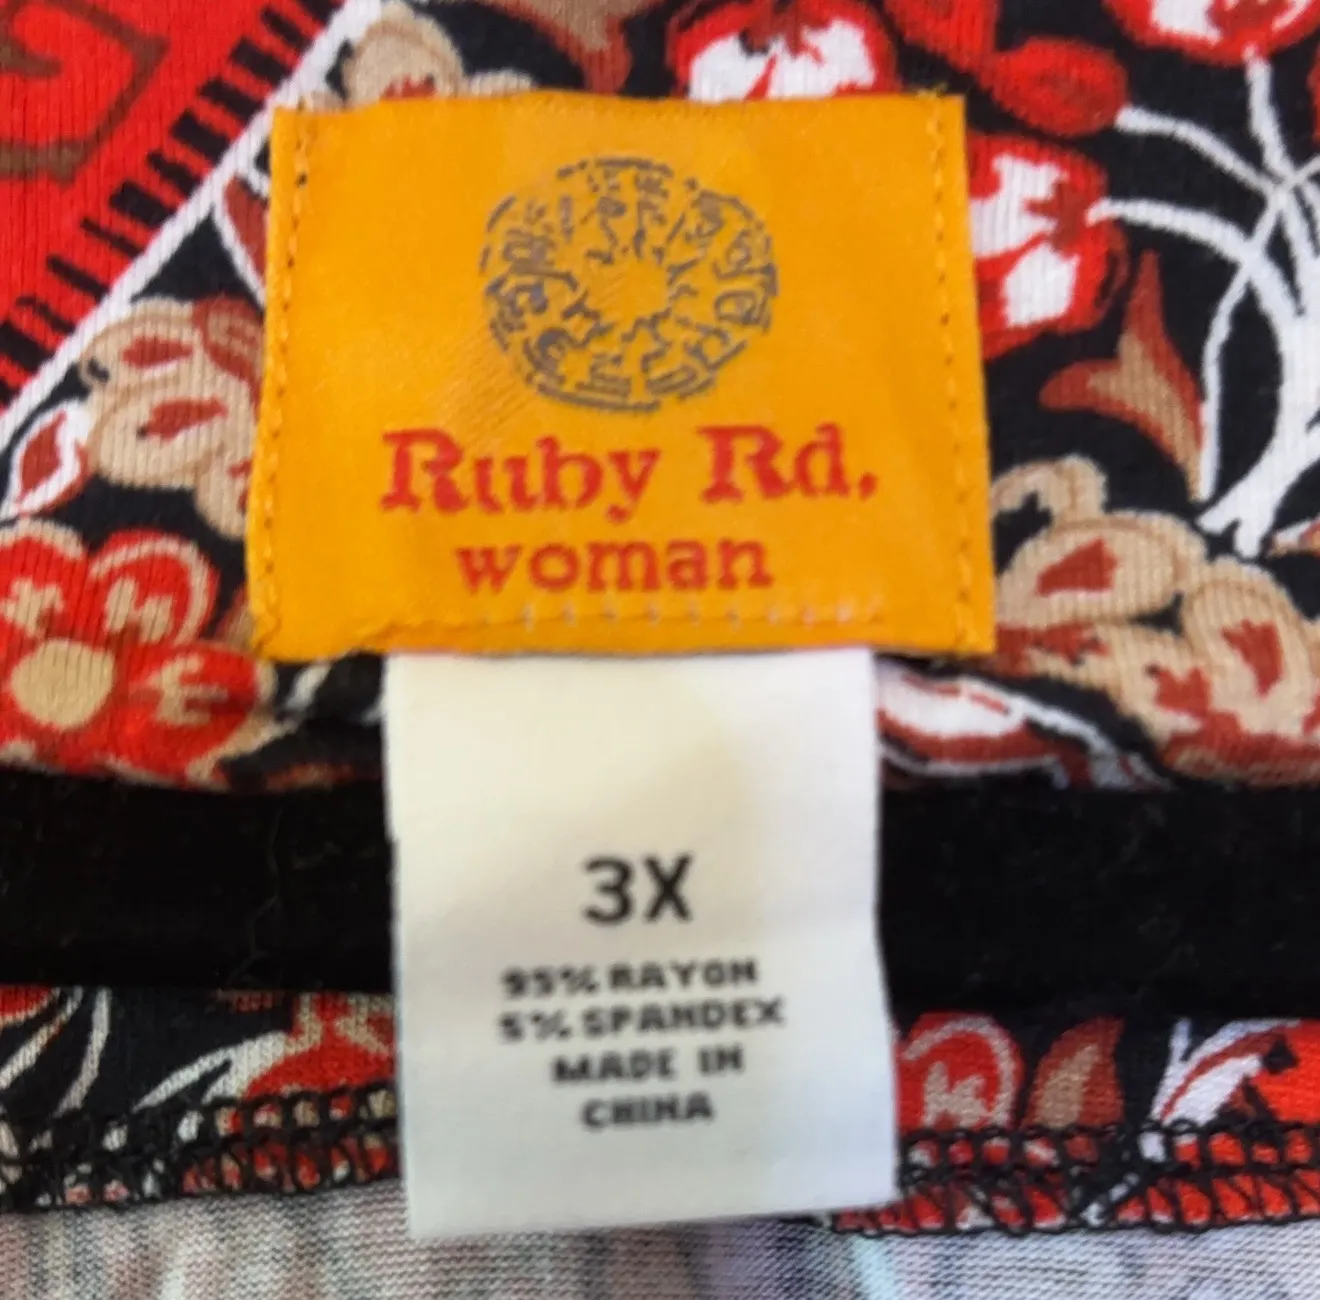 Ruby Rd.
woman
3X
95% RAYON
5% SPANDEX
MADE IN
CHINA